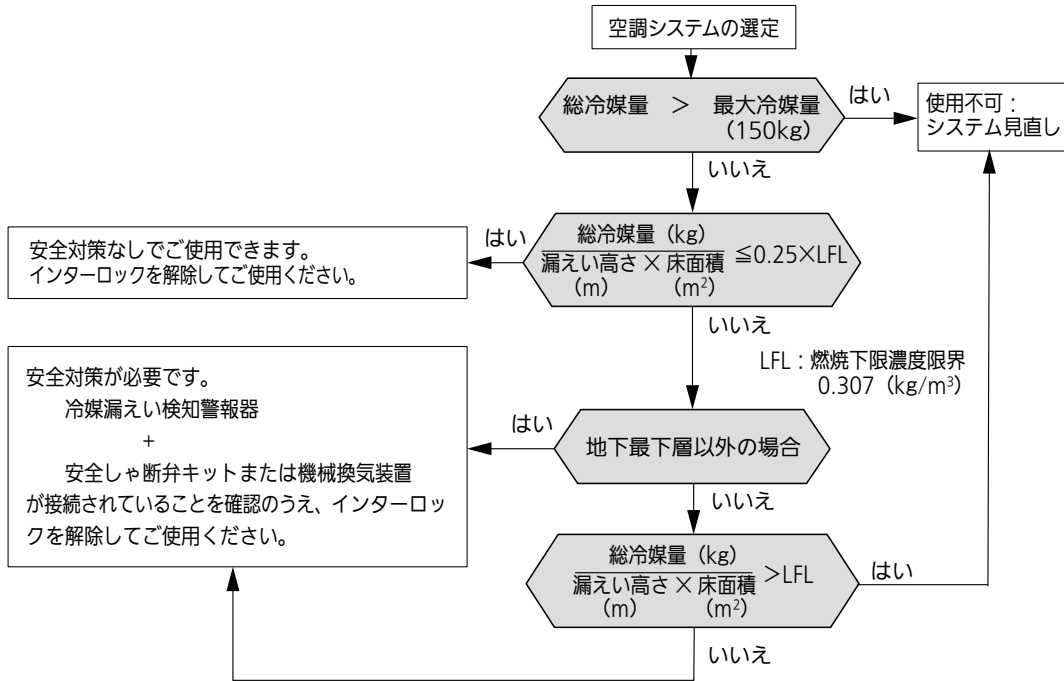 空調システムの選定
総冷媒量 > 最大冷媒量
(150kg)
はい
使用不可：
システム見直し
いいえ
安全対策なしでご使用できます。
インターロックを解除してご使用ください。
はい
総冷媒量 (kg)
漏えい高さ × 床面積
(m) (m²)
≦0.25×LFL
いいえ
LFL：燃焼下限濃度限界
0.307 (kg/m³)
安全対策が必要です。
冷媒漏えい検知警報器
+
安全しゃ断弁キットまたは機械換気装置
が接続されていることを確認のうえ、インターロッ
クを解除してご使用ください。
はい
地下最下層以外の場合
いいえ
総冷媒量 (kg)
漏えい高さ × 床面積
(m) (m²)
>LFL
はい
いいえ